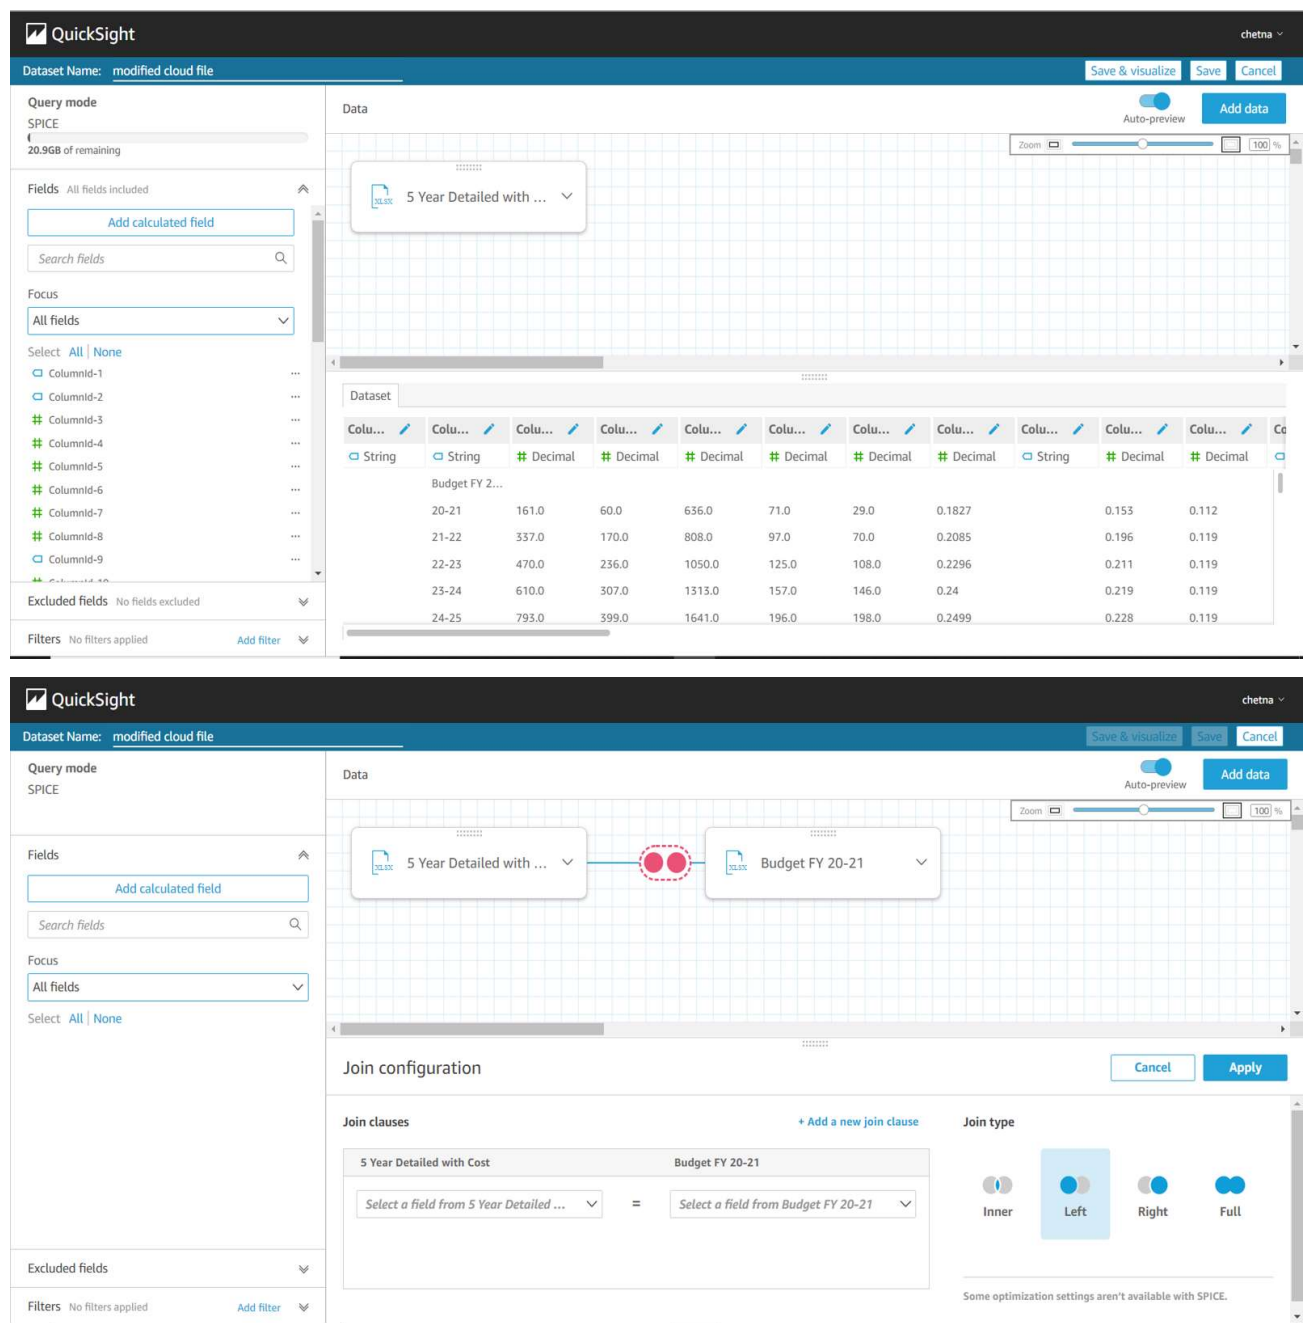 QuickSight
chetna
Dataset Name: modified cloud file
Save & visualize Save Cancel
Query mode
SPICE
20.9GB of remaining
Data
Auto-preview
Add data
Zoom 100 %
Fields All fields included
Add calculated field
Search fields
Focus
All fields
Select All | None
ColumnId-1 ...
ColumnId-2 ...
ColumnId-3 ...
ColumnId-4 ...
ColumnId-5 ...
ColumnId-6 ...
ColumnId-7 ...
ColumnId-8 ...
ColumnId-9 ...
Excluded fields No fields excluded
Filters No filters applied Add filter
XLSX 5 Year Detailed with ...
Dataset
Colu... Colu... Colu... Colu... Colu... Colu... Colu... Colu... Colu... Colu... Colu... Co
String String Decimal Decimal Decimal Decimal Decimal Decimal String Decimal Decimal
Budget FY 2...
20-21 161.0 60.0 636.0 71.0 29.0 0.1827 0.153 0.112
21-22 337.0 170.0 808.0 97.0 70.0 0.2085 0.196 0.119
22-23 470.0 236.0 1050.0 125.0 108.0 0.2296 0.211 0.119
23-24 610.0 307.0 1313.0 157.0 146.0 0.24 0.219 0.119
24-25 793.0 399.0 1641.0 196.0 198.0 0.2499 0.228 0.119
QuickSight
chetna
Dataset Name: modified cloud file
Save & visualize Save Cancel
Query mode
SPICE
Data
Auto-preview
Add data
Zoom 100 %
Fields
Add calculated field
Search fields
Focus
All fields
Select All | None
Excluded fields
Filters No filters applied Add filter
XLSX 5 Year Detailed with ...
XLSX Budget FY 20-21
Join configuration
Cancel Apply
Join clauses
+ Add a new join clause
5 Year Detailed with Cost Budget FY 20-21
Select a field from 5 Year Detailed ... = Select a field from Budget FY 20-21
Join type
Inner Left Right Full
Some optimization settings aren't available with SPICE.